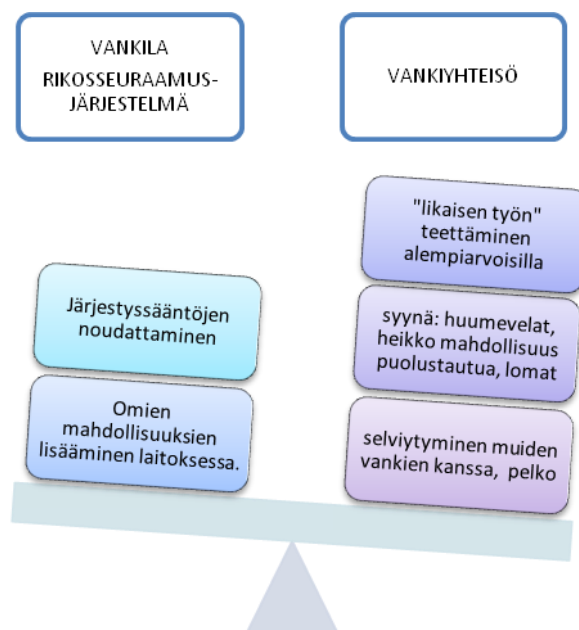 VANKILA
RIKOSSEURAAMUS-
JÄRJESTELMÄ
VANKIYHTEISÖ
"likaisen työn"
teettäminen
alempiarvoisilla
Järjestyssääntöjen
noudattaminen
syynä: huumevelat,
heikko mahdollisuus
puolustautua, lomat
Omien
mahdollisuuksien
lisääminen laitoksessa.
selviytyminen muiden
vankien kanssa, pelko